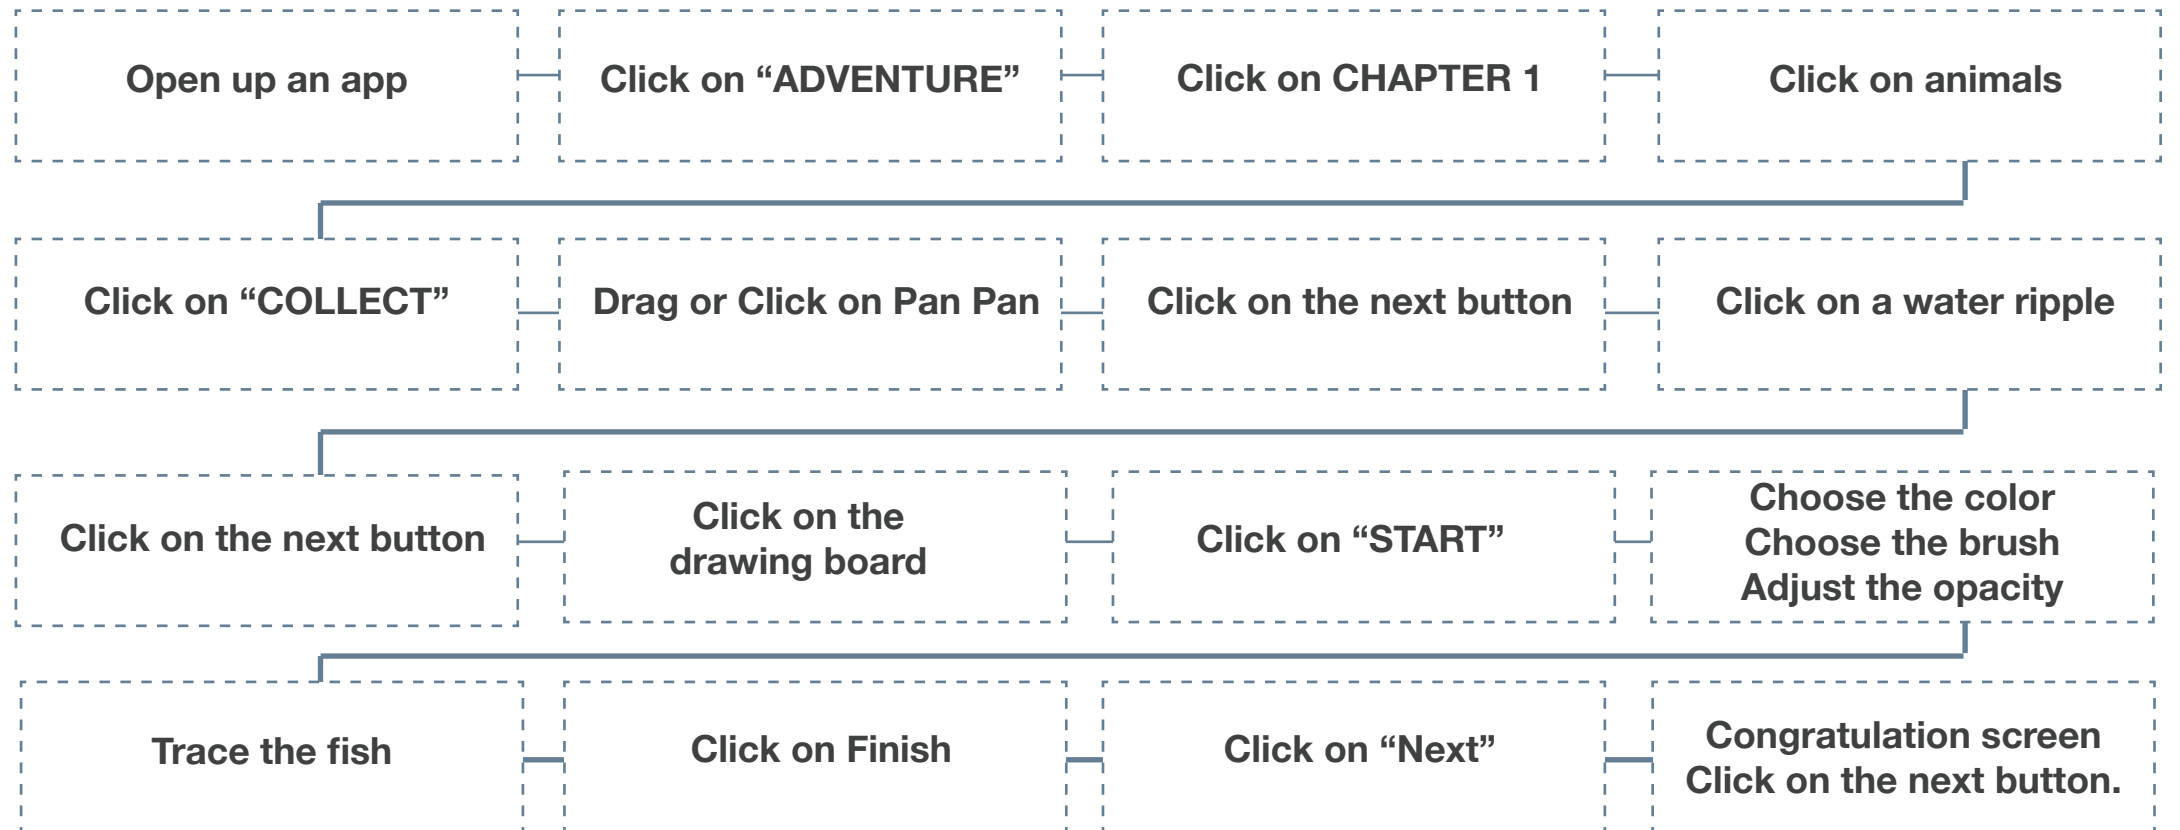 Open up an app
Click on “ADVENTURE”
Click on CHAPTER 1
Click on animals
Click on “COLLECT”
Drag or Click on Pan Pan
Click on the next button
Click on a water ripple
Click on the next button
Click on the
drawing board
Click on “START”
Choose the color
Choose the brush
Adjust the opacity
Trace the fish
Click on Finish
Click on “Next”
Congratulation screen
Click on the next button.